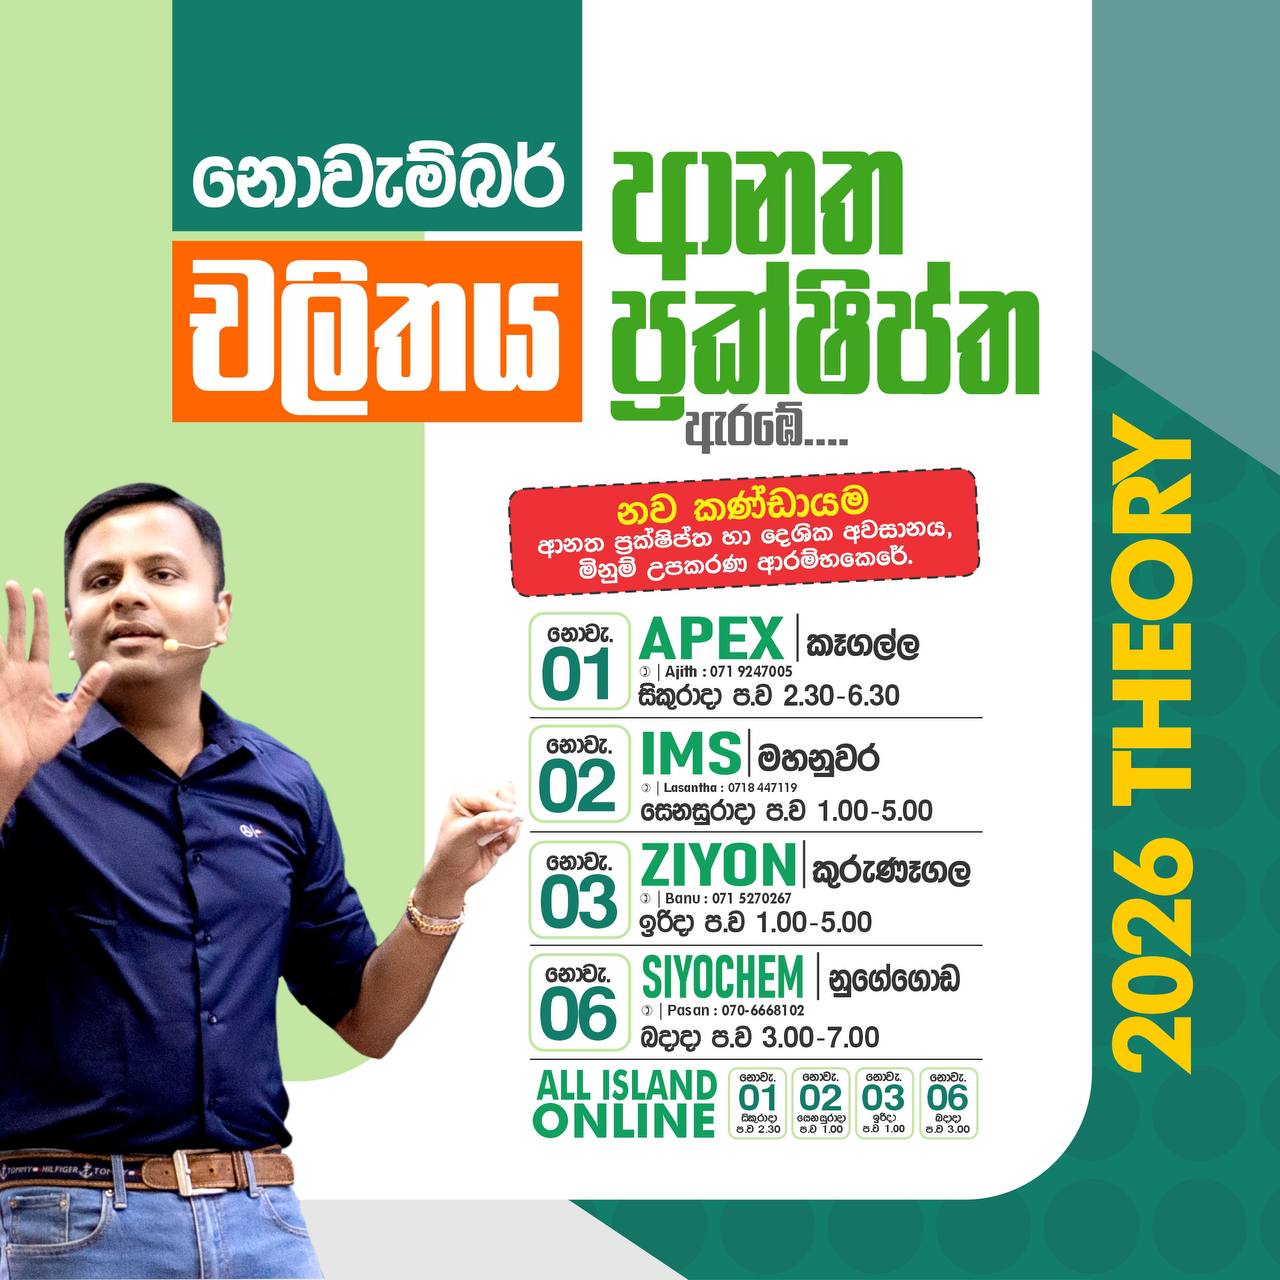 නොවැම්බර්
චලිතය
ආනත
ප්‍රක්ෂිප්ත
ඇරඹේ....
නව කණ්ඩායම
ආනත ප්‍රක්ෂිප්ත හා දෙශික අවසානය,
මිනුම් උපකරණ ආරම්භකෙරේ.
නොවැ.
01
APEX | කෑගල්ල
✆ | Ajith : 071 9247005
සිකුරාදා ප.ව 2.30-6.30
නොවැ.
02
IMS | මහනුවර
✆ | Lasantha : 0718 447119
සෙනසුරාදා ප.ව 1.00-5.00
නොවැ.
03
ZIYON | කුරුණෑගල
✆ | Banu : 071 5270267
ඉරිදා ප.ව 1.00-5.00
නොවැ.
06
SIYOCHEM | නුගේගොඩ
✆ | Pasan : 070-6668102
බදාදා ප.ව 3.00-7.00
ALL ISLAND
ONLINE
නොවැ.
01
සිකුරාදා
ප.ව 2.30
නොවැ.
02
සෙනසුරාදා
ප.ව 1.00
නොවැ.
03
ඉරිදා
ප.ව 1.00
නොවැ.
06
බදාදා
ප.ව 3.00
2026 THEORY
TOMMY HILFIGER TO